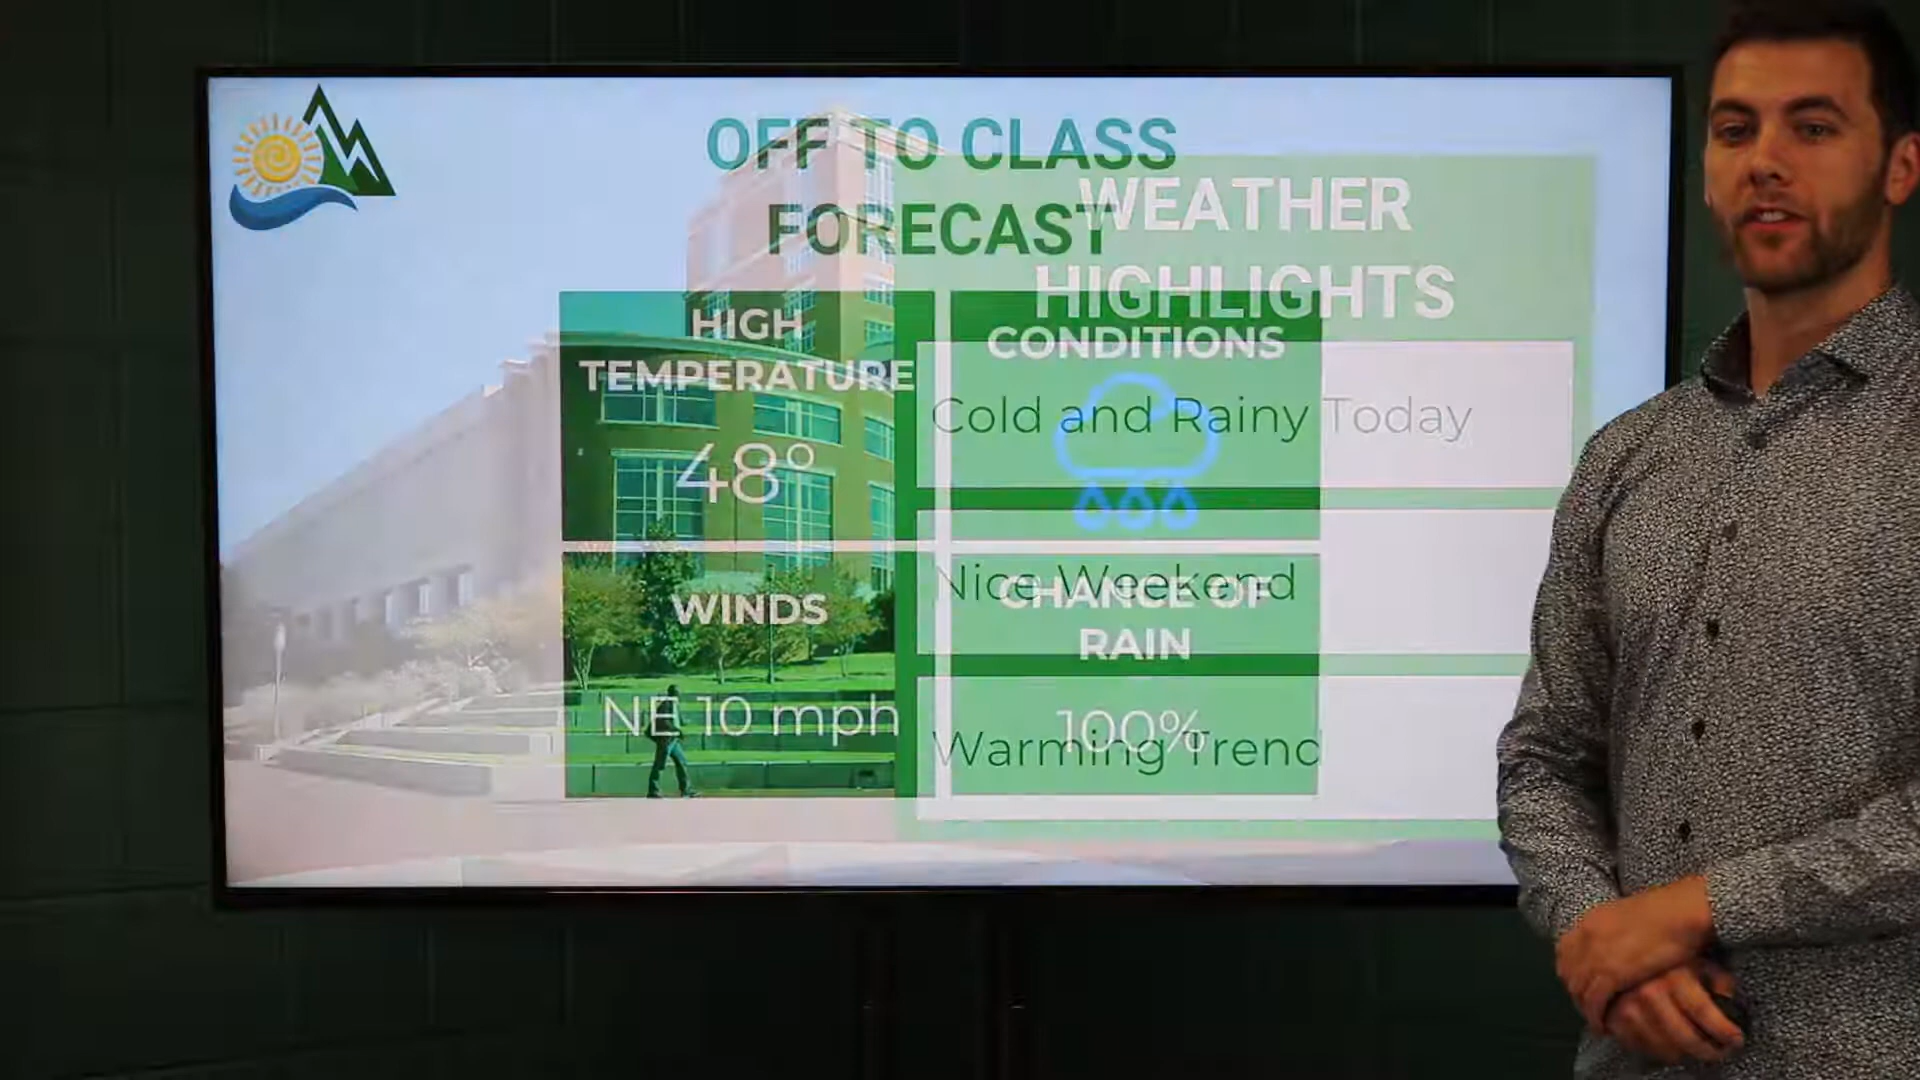 OFF TO CLASS
FORECAST
WEATHER
HIGHLIGHTS
HIGH
TEMPERATURE
48°
CONDITIONS
Cold and Rainy Today
WINDS
NE 10 mph
Nice Weekend
CHANCE OF
RAIN
100%
Warming Trend